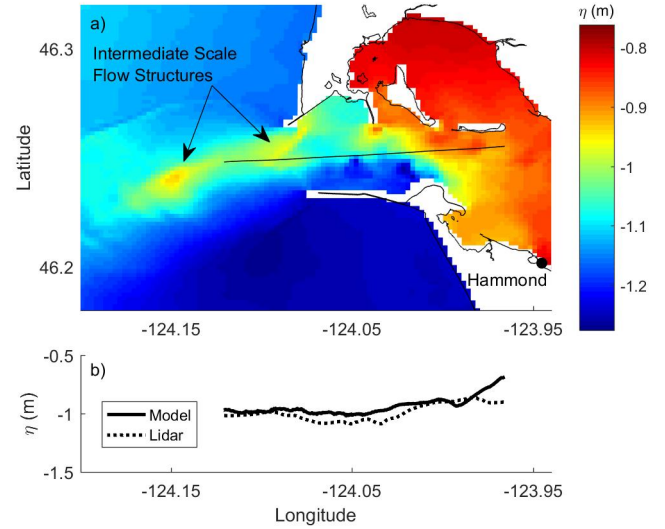 a)
η (m)
46.3
Intermediate Scale
Flow Structures
-0.8
-0.9
Latitude
-1
-1.1
46.2
Hammond
-1.2
-124.15
-124.05
-123.95
-0.5
b)
η (m)
-1
Model
Lidar
-1.5
-124.15
-124.05
-123.95
Longitude